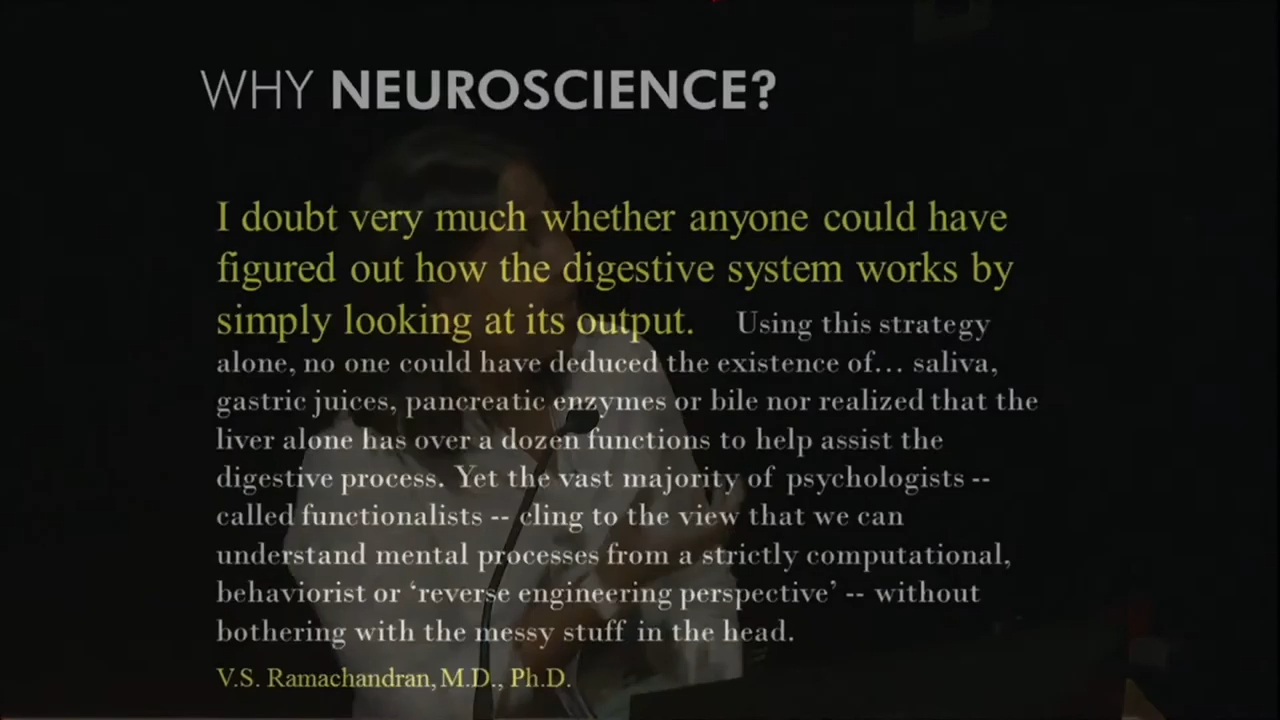 WHY NEUROSCIENCE?
I doubt very much whether anyone could have
figured out how the digestive system works by
simply looking at its output. Using this strategy
alone, no one could have deduced the existence of… saliva,
gastric juices, pancreatic enzymes or bile nor realized that the
liver alone has over a dozen functions to help assist the
digestive process. Yet the vast majority of psychologists --
called functionalists -- cling to the view that we can
understand mental processes from a strictly computational,
behaviorist or ‘reverse engineering perspective’ -- without
bothering with the messy stuff in the head.
V.S. Ramachandran, M.D., Ph.D.